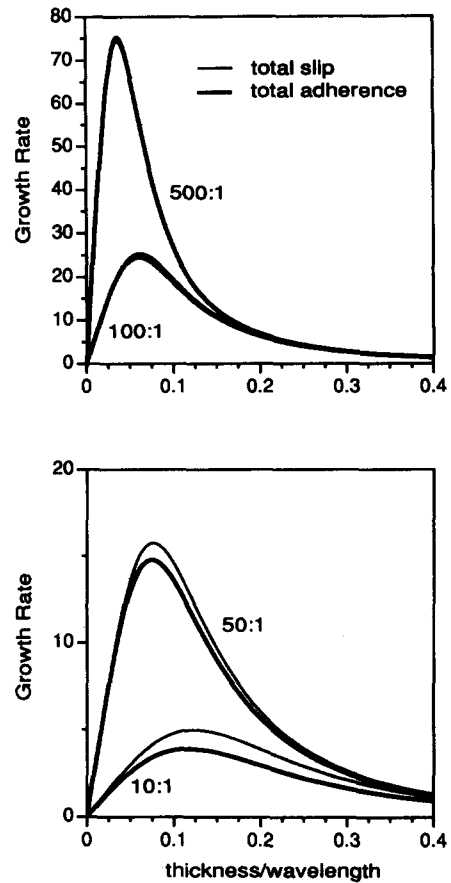 80
70
60
50
40
30
20
10
0
Growth Rate
total slip
total adherence
500:1
100:1
0 0.1 0.2 0.3 0.4
20
10
0
Growth Rate
50:1
10:1
0 0.1 0.2 0.3 0.4
thickness/wavelength